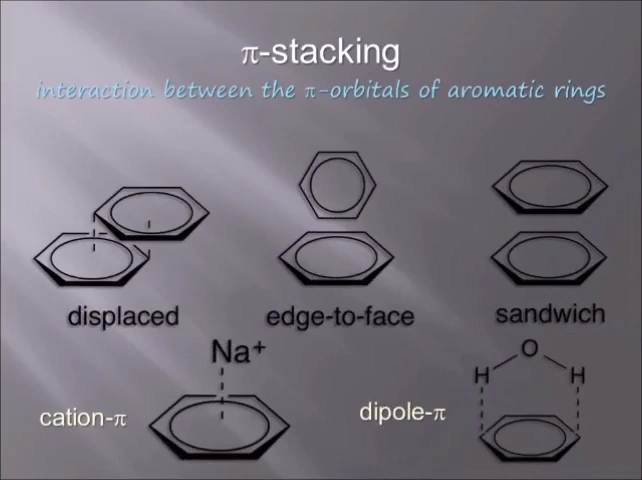 π-stacking
interaction between the π-orbitals of aromatic rings
displaced
edge-to-face
sandwich
Na⁺
O
H H
cation-π
dipole-π